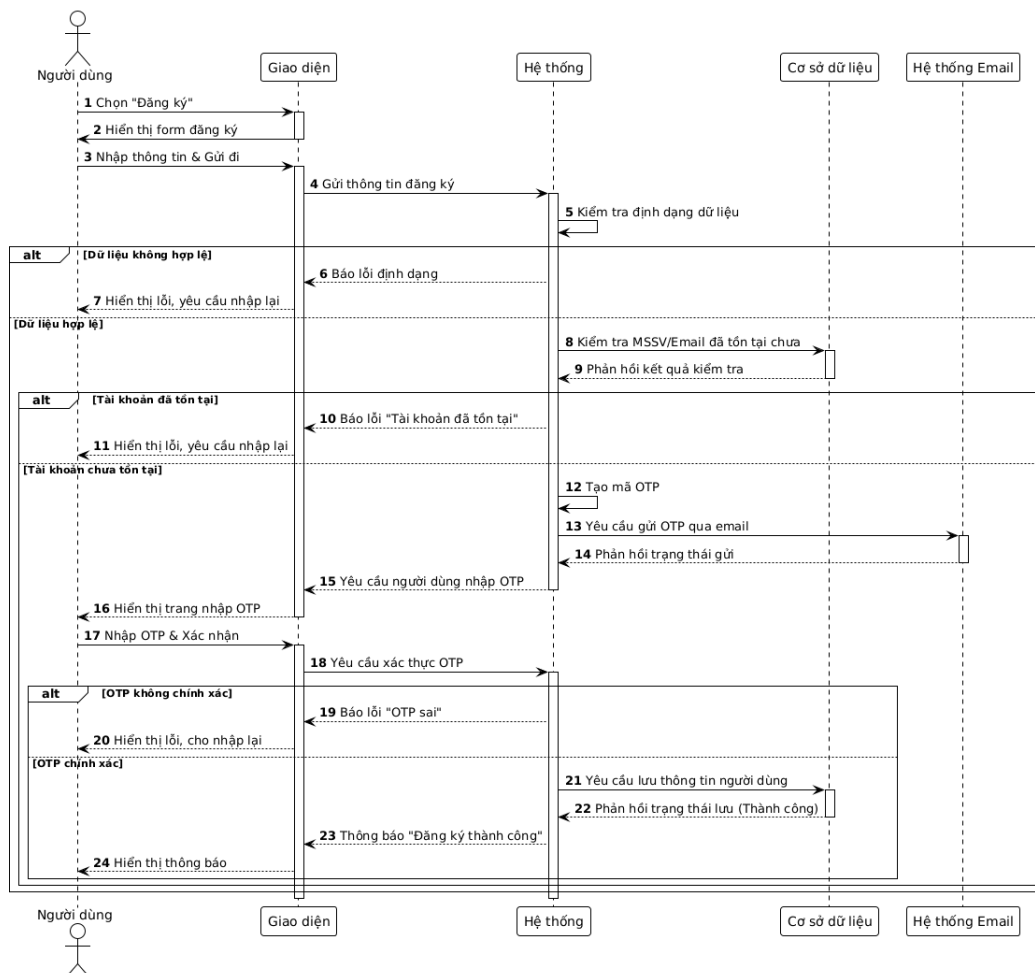 Người dùng
Giao diện
Hệ thống
Cơ sở dữ liệu
Hệ thống Email
1 Chọn "Đăng ký"
2 Hiển thị form đăng ký
3 Nhập thông tin & Gửi đi
4 Gửi thông tin đăng ký
5 Kiểm tra định dạng dữ liệu
alt [Dữ liệu không hợp lệ]
6 Báo lỗi định dạng
7 Hiển thị lỗi, yêu cầu nhập lại
[Dữ liệu hợp lệ]
8 Kiểm tra MSSV/Email đã tồn tại chưa
9 Phản hồi kết quả kiểm tra
alt [Tài khoản đã tồn tại]
10 Báo lỗi "Tài khoản đã tồn tại"
11 Hiển thị lỗi, yêu cầu nhập lại
[Tài khoản chưa tồn tại]
12 Tạo mã OTP
13 Yêu cầu gửi OTP qua email
14 Phản hồi trạng thái gửi
15 Yêu cầu người dùng nhập OTP
16 Hiển thị trang nhập OTP
17 Nhập OTP & Xác nhận
18 Yêu cầu xác thực OTP
alt [OTP không chính xác]
19 Báo lỗi "OTP sai"
20 Hiển thị lỗi, cho nhập lại
[OTP chính xác]
21 Yêu cầu lưu thông tin người dùng
22 Phản hồi trạng thái lưu (Thành công)
23 Thông báo "Đăng ký thành công"
24 Hiển thị thông báo
Người dùng
Giao diện
Hệ thống
Cơ sở dữ liệu
Hệ thống Email